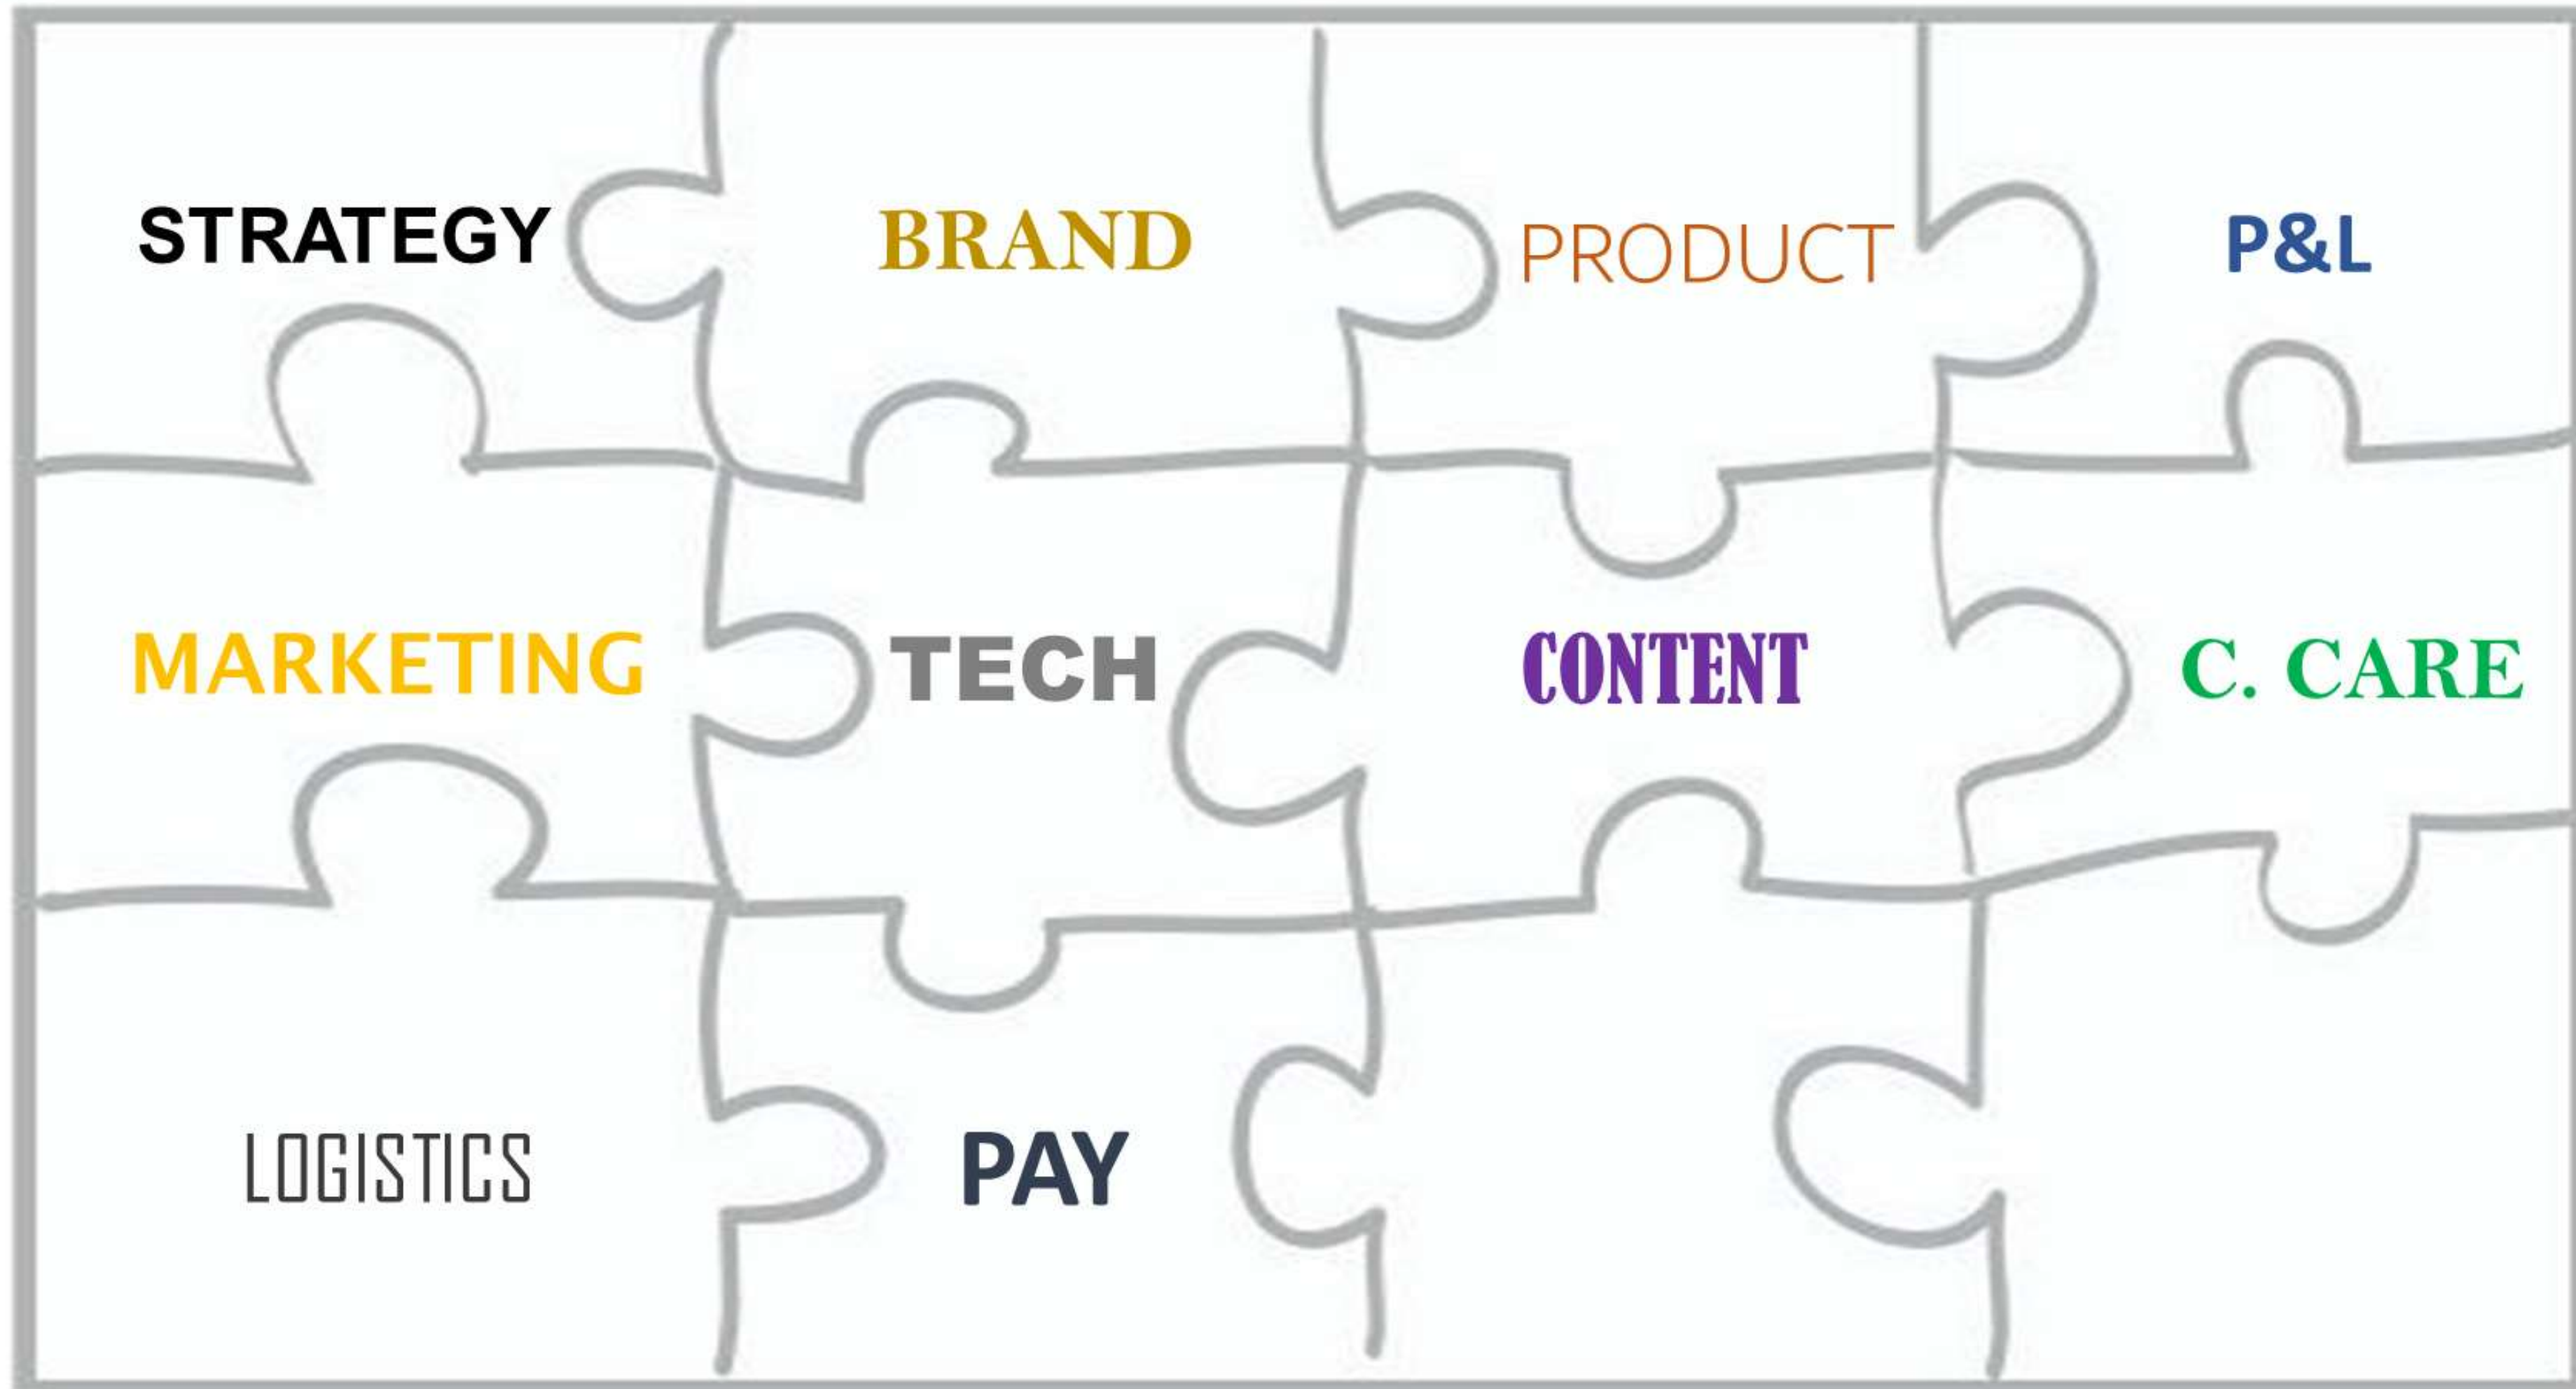 STRATEGY
BRAND
PRODUCT
P&L
MARKETING
TECH
CONTENT
C. CARE
LOGISTICS
PAY